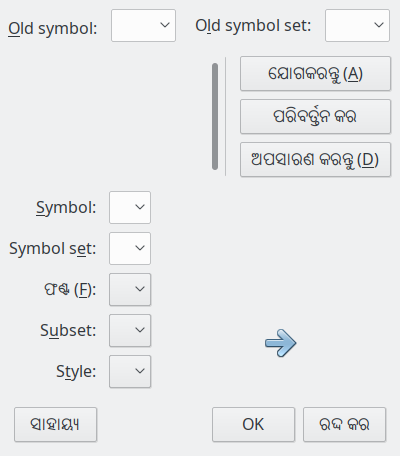 Old symbol: Old symbol set:
ଯୋଗକରନ୍ତୁ (A)
ପରିବର୍ତ୍ତନ କର
ଅପସାରଣ କରନ୍ତୁ (D)
Symbol:
Symbol set:
ଫଣ୍ଟ (F):
Subset:
Style:
ସାହାଯ୍ୟ OK ରଦ୍ଦ କର